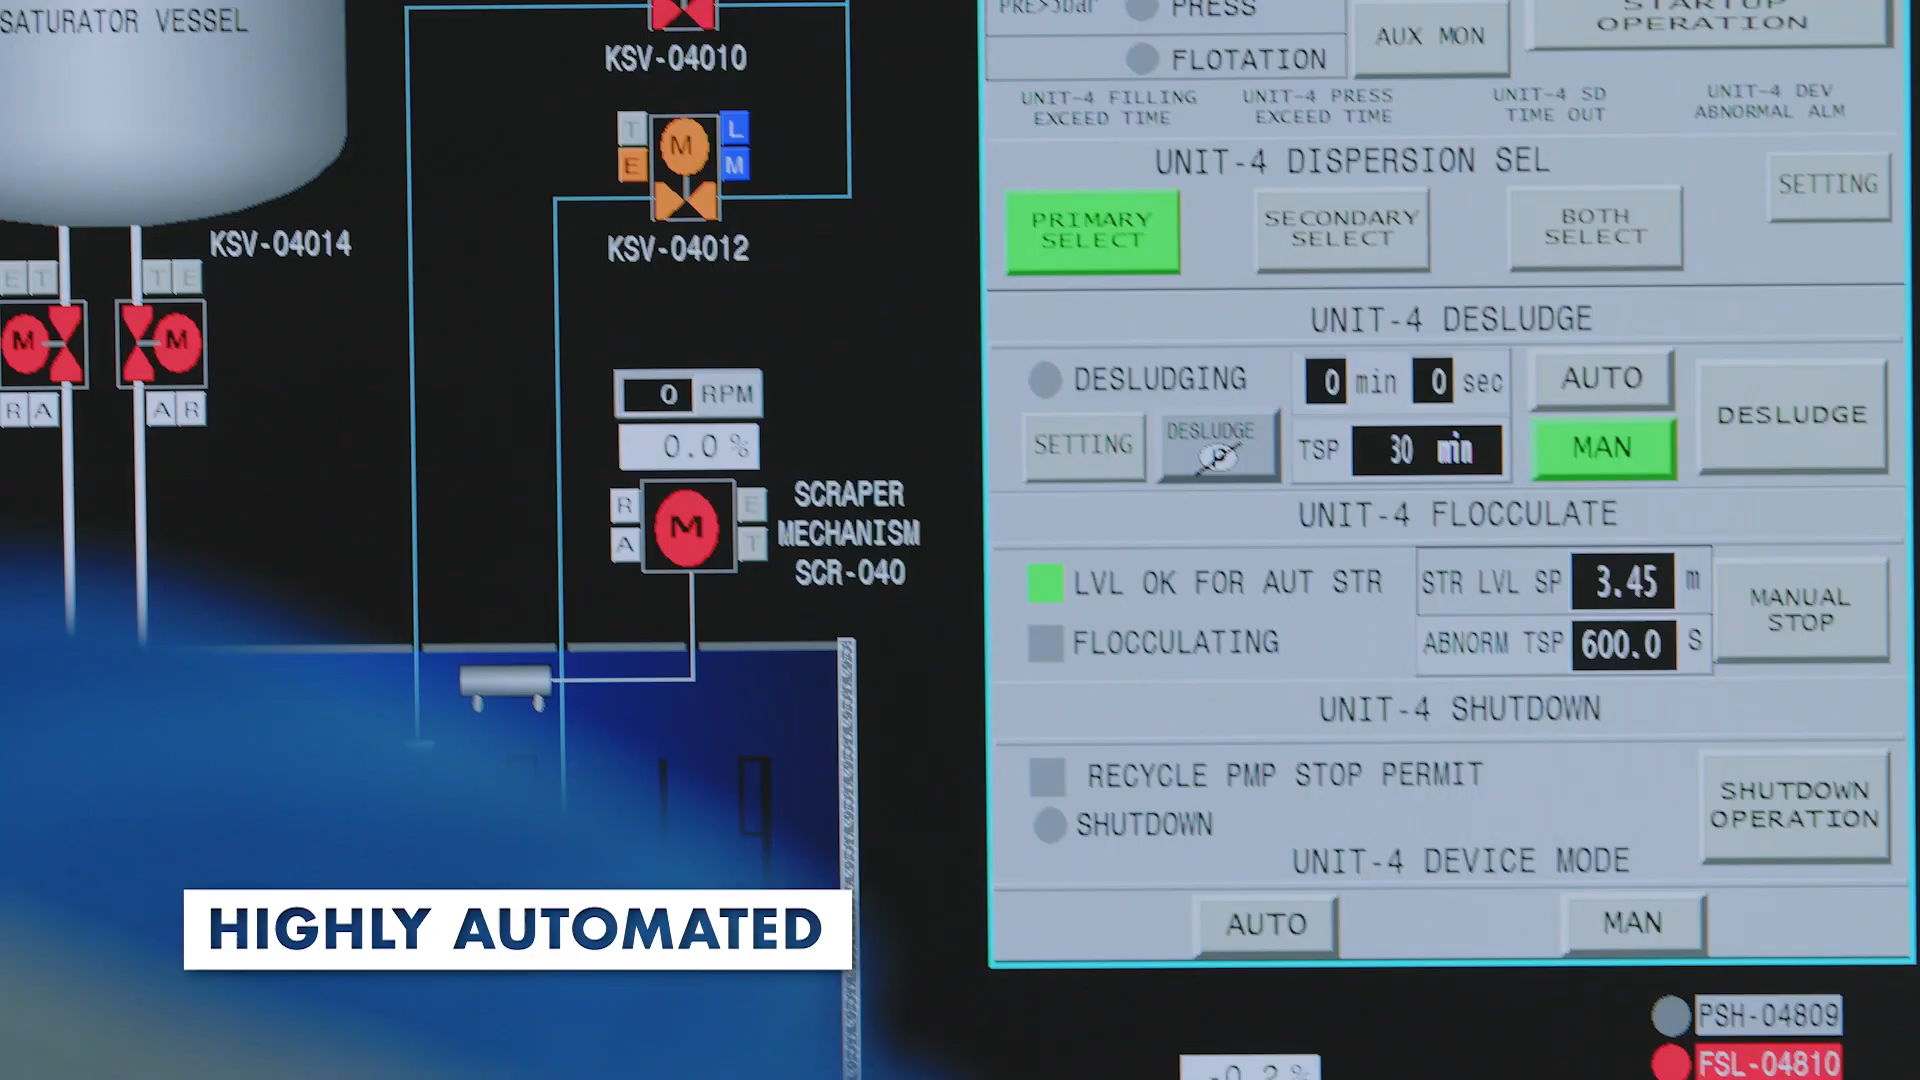 SATURATOR VESSEL
KSV-04010
T
E
M
L
M
KSV-04012
KSV-04014
E T
T E
M
M
R A
A R
0 RPM
0.0 %
R
A
M
E
T
SCRAPER
MECHANISM
SCR-040
PRESS
FLOTATION
AUX MON
STARTUP
OPERATION
UNIT-4 FILLING
EXCEED TIME
UNIT-4 PRESS
EXCEED TIME
UNIT-4 SD
TIME OUT
UNIT-4 DEV
ABNORMAL ALM
UNIT-4 DISPERSION SEL
SETTING
PRIMARY
SELECT
SECONDARY
SELECT
BOTH
SELECT
UNIT-4 DESLUDGE
DESLUDGING
0 min 0 sec
AUTO
DESLUDGE
SETTING
DESLUDGE
P
TSP 30 min
MAN
UNIT-4 FLOCCULATE
LVL OK FOR AUT STR
STR LVL SP 3.45 m
MANUAL
STOP
FLOCCULATING
ABNORM TSP 600.0 S
UNIT-4 SHUTDOWN
RECYCLE PMP STOP PERMIT
SHUTDOWN
SHUTDOWN
OPERATION
UNIT-4 DEVICE MODE
AUTO
MAN
HIGHLY AUTOMATED
PSH-04809
FSL-04810
-0.2 %